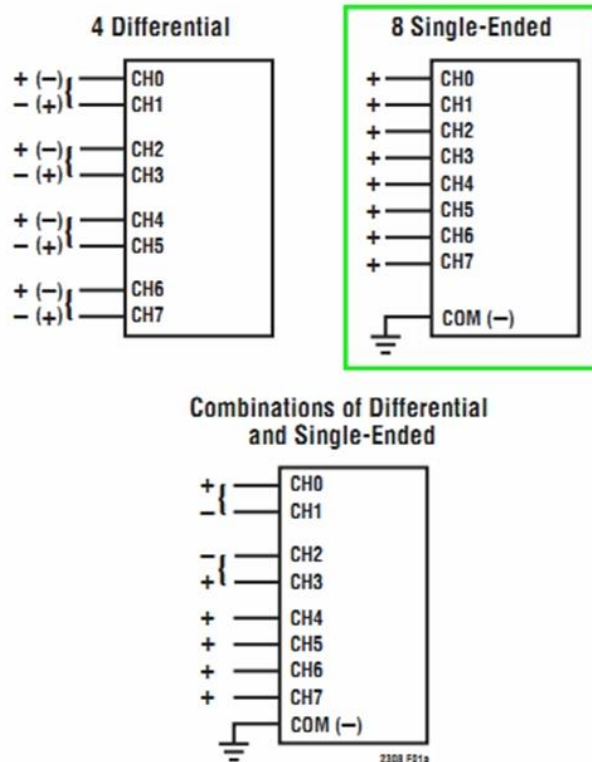 4 Differential
+ (–) { CH0
– (+) CH1
+ (–) { CH2
– (+) CH3
+ (–) { CH4
– (+) CH5
+ (–) { CH6
– (+) CH7
8 Single-Ended
+ CH0
+ CH1
+ CH2
+ CH3
+ CH4
+ CH5
+ CH6
+ CH7
COM (–)
Combinations of Differential
and Single-Ended
+ { CH0
– CH1
– { CH2
+ CH3
+ CH4
+ CH5
+ CH6
+ CH7
COM (–)
2308 F01a